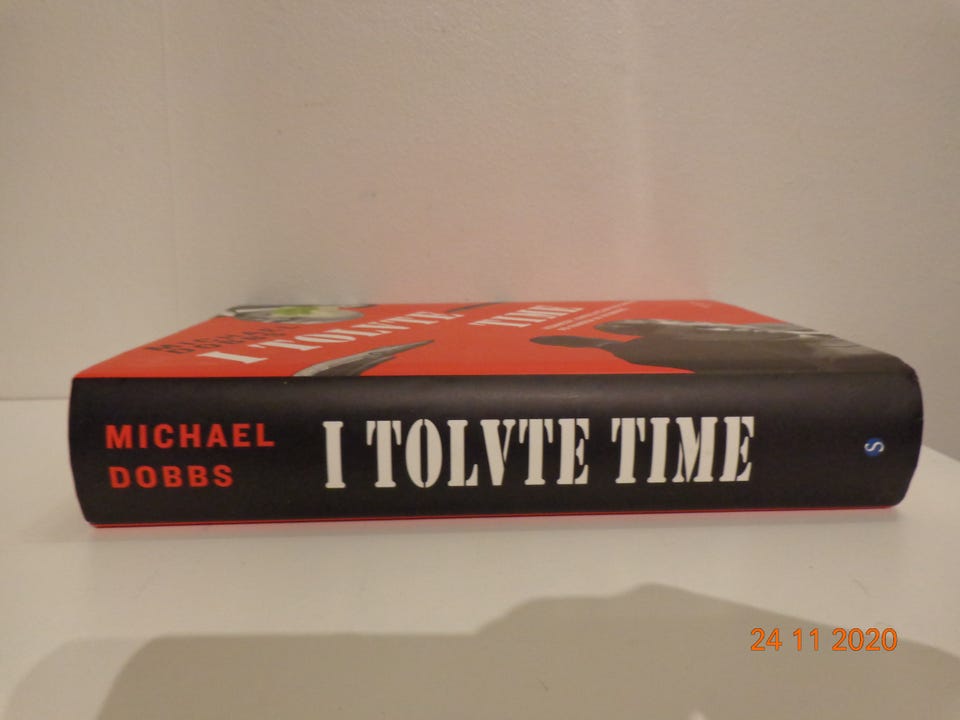 I TOLVTE TIME
MICHAEL
DOBBS
I TOLVTE TIME
S
24 11 2020